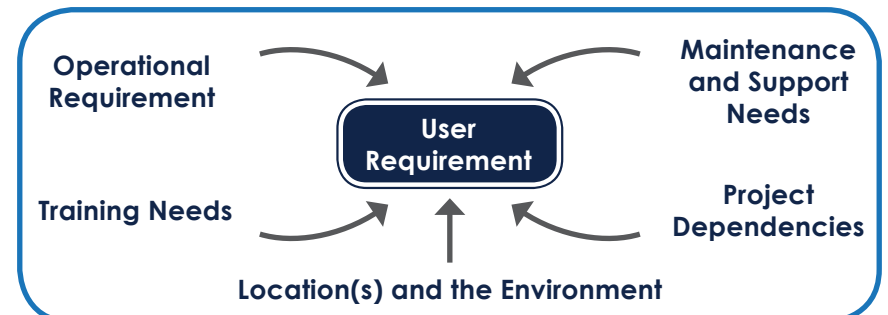 Operational
Requirement
Maintenance
and Support
Needs
User
Requirement
Training Needs
Project
Dependencies
Location(s) and the Environment